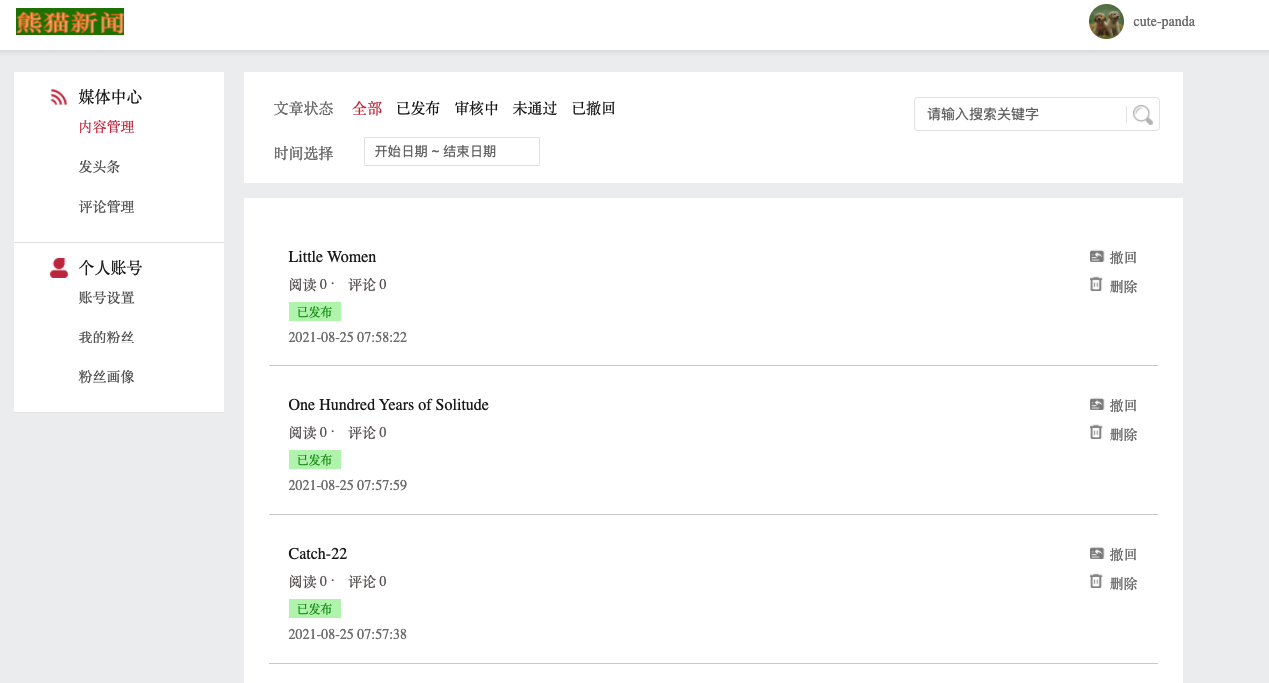 熊猫新闻
cute-panda
媒体中心
内容管理
发头条
评论管理
个人账号
账号设置
我的粉丝
粉丝画像
文章状态 全部 已发布 审核中 未通过 已撤回
请输入搜索关键字
时间选择 开始日期 ~ 结束日期
Little Women
撤回
阅读 0 · 评论 0
删除
已发布
2021-08-25 07:58:22
One Hundred Years of Solitude
撤回
阅读 0 · 评论 0
删除
已发布
2021-08-25 07:57:59
Catch-22
撤回
阅读 0 · 评论 0
删除
已发布
2021-08-25 07:57:38